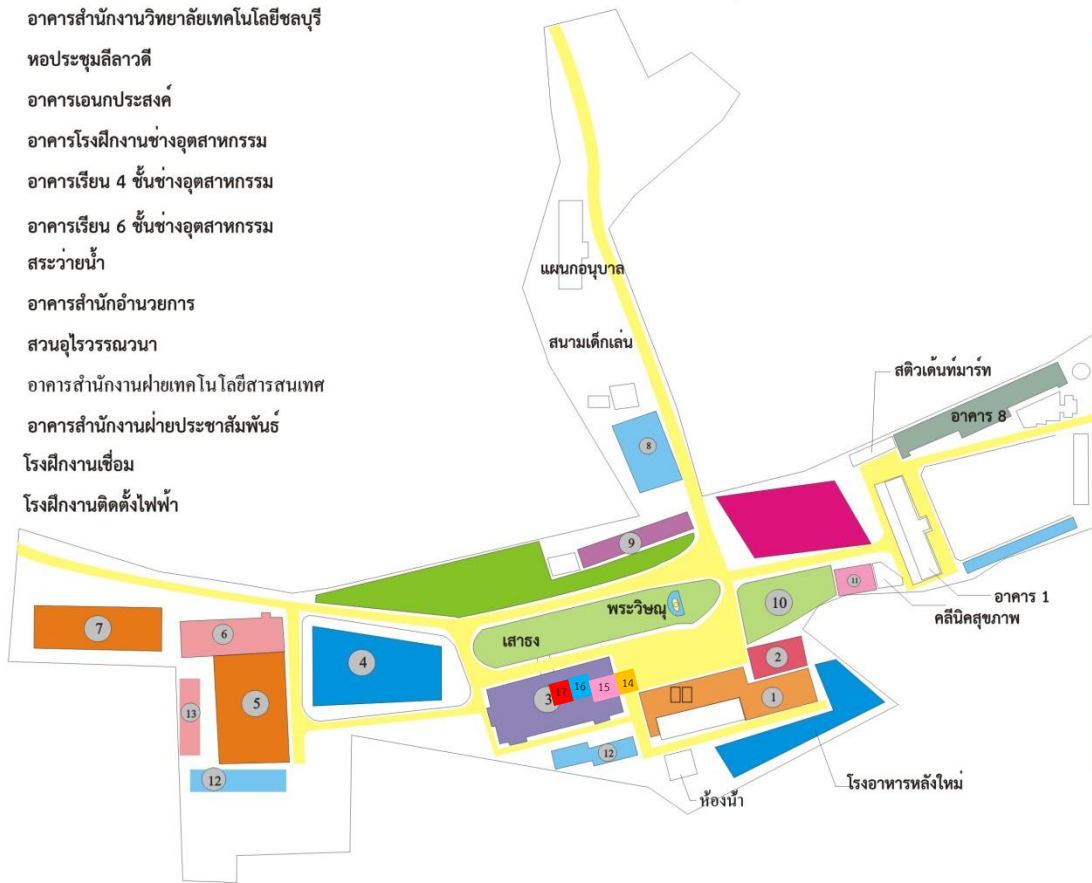 อาคารสำนักงานวิทยาลัยเทคโนโลยีชลบุรี
หอประชุมลีลาวดี
อาคารเอนกประสงค์
อาคารโรงฝึกงานช่างอุตสาหกรรม
อาคารเรียน 4 ชั้นช่างอุตสาหกรรม
อาคารเรียน 6 ชั้นช่างอุตสาหกรรม
สระว่ายน้ำ
อาคารสำนักอำนวยการ
สวนอุไรวรรณวนา
อาคารสำนักงานฝ่ายเทคโนโลยีสารสนเทศ
อาคารสำนักงานฝ่ายประชาสัมพันธ์
โรงฝึกงานเชื่อม
โรงฝึกงานติดตั้งไฟฟ้า
แผนกอนุบาล
สนามเด็กเล่น
สติวเด้นท์มาร์ท
อาคาร 8
8
9
พระวิษณุ
10
11
อาคาร 1
คลีนิคสุขภาพ
7
6
4
เสาธง
2
5
13
3
17
16
15
14
1
12
12
โรงอาหารหลังใหม่
ห้องน้ำ